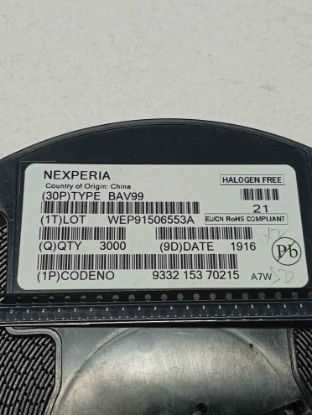 NEXPERIA
Country of Origin: China
HALOGEN FREE
(30P)TYPE BAV99
21
(1T)LOT WEP91506553A
EU/CN RoHS COMPLIANT
(Q)QTY 3000 (9D)DATE 1916
Pb
(1P)CODENO 9332 153 70215 A7W